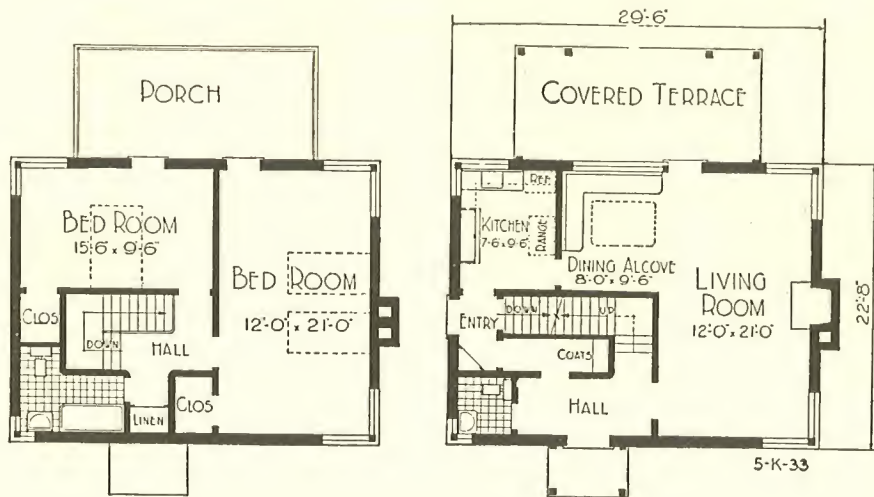 PORCH
BED ROOM
15'-6" x 9'-6"
CLOS
DOWN
HALL
LINEN
CLOS
BED ROOM
12'-0" x 21'-0"
29'-6"
COVERED TERRACE
REF
KITCHEN
7'-6" x 9'-6"
RANGE
DINING ALCOVE
8'-0" x 9'-6"
LIVING
ROOM
12'-0" x 21'-0"
22'-8"
ENTRY
DOWN
UP
COATS
HALL
5-K-33